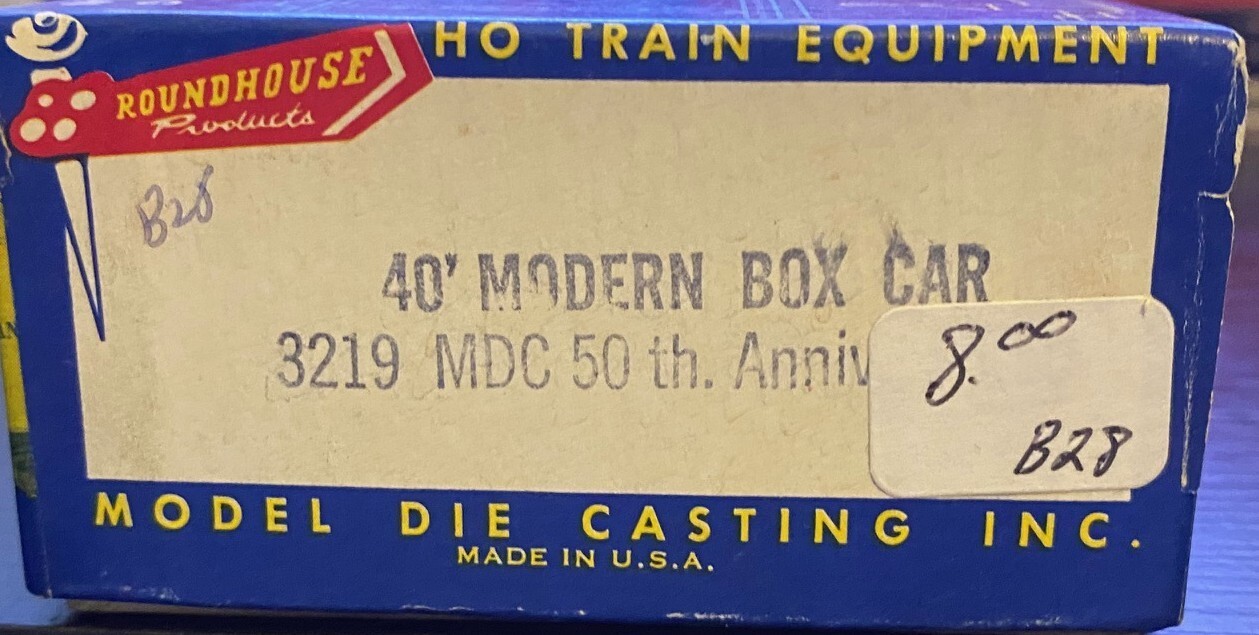 HO TRAIN EQUIPMENT
ROUNDHOUSE
Products
B28
40' MODERN BOX CAR
3219 MDC 50 th. Anniv
8.00
B28
MODEL DIE CASTING INC.
MADE IN U.S.A.